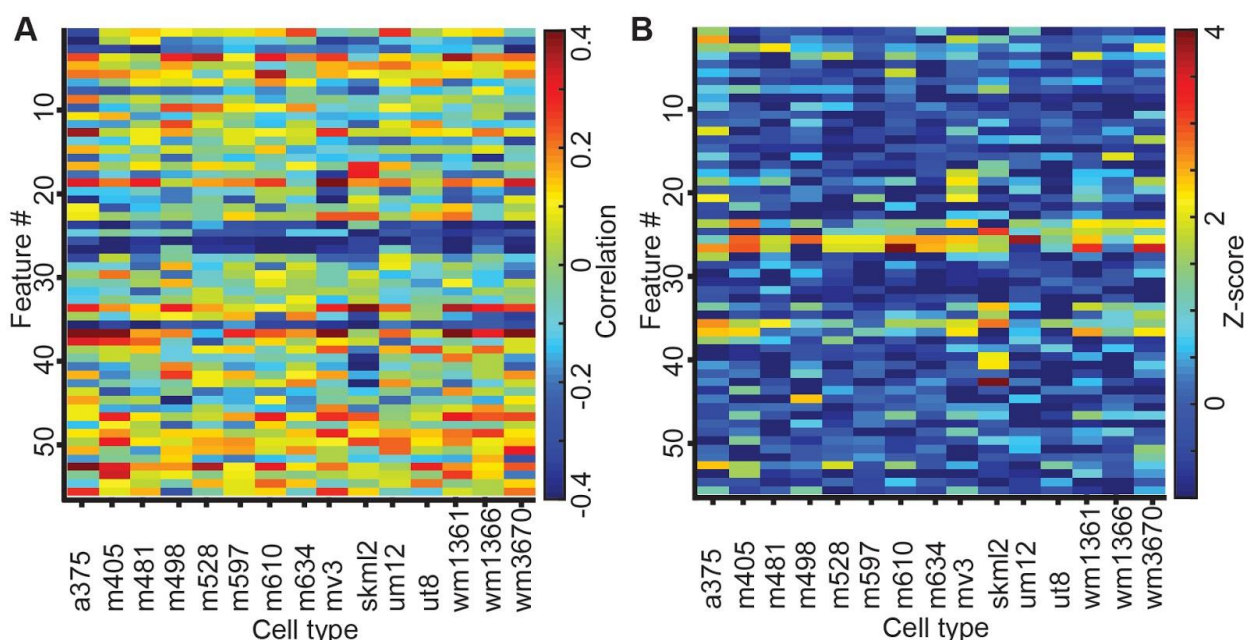 A
B
Feature #
10
20
30
40
50
a375
m405
m481
m498
m528
m597
m610
m634
mv3
skml2
um12
ut8
wm1361
wm1366
wm3670
Cell type
0.4
0.2
0
-0.2
-0.4
Correlation
Feature #
10
20
30
40
50
a375
m405
m481
m498
m528
m597
m610
m634
mv3
skml2
um12
ut8
wm1361
wm1366
wm3670
Cell type
4
2
0
Z-score